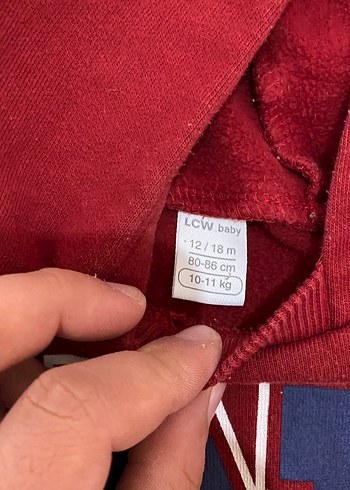 LCW baby
12 / 18 m
80-86 cm
10-11 kg